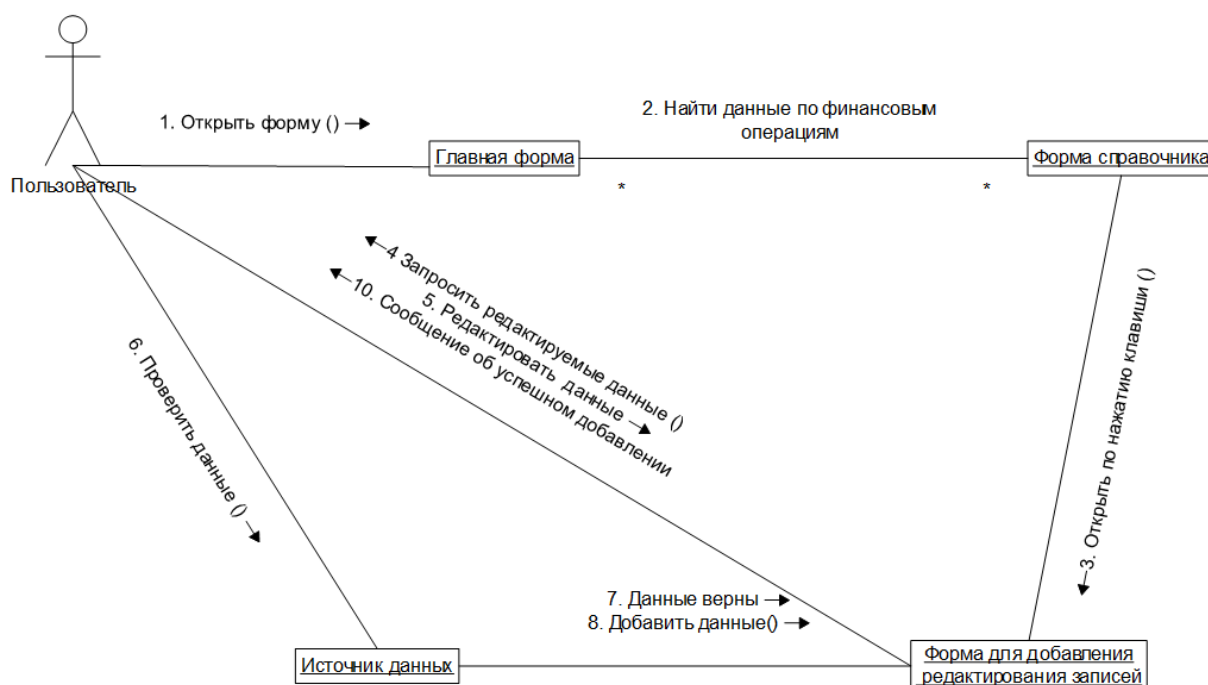 1. Открыть форму ()
2. Найти данные по финансовым
операциям
Главная форма
Форма справочника
Пользователь
*
*
4 Запросить редактируемые данные ()
5. Редактировать данные
10. Сообщение об успешном добавлении
3. Открыть по нажатию клавиши ()
6. Проверить данные ()
7. Данные верны
8. Добавить данные()
Источник данных
Форма для добавления
редактирования записей